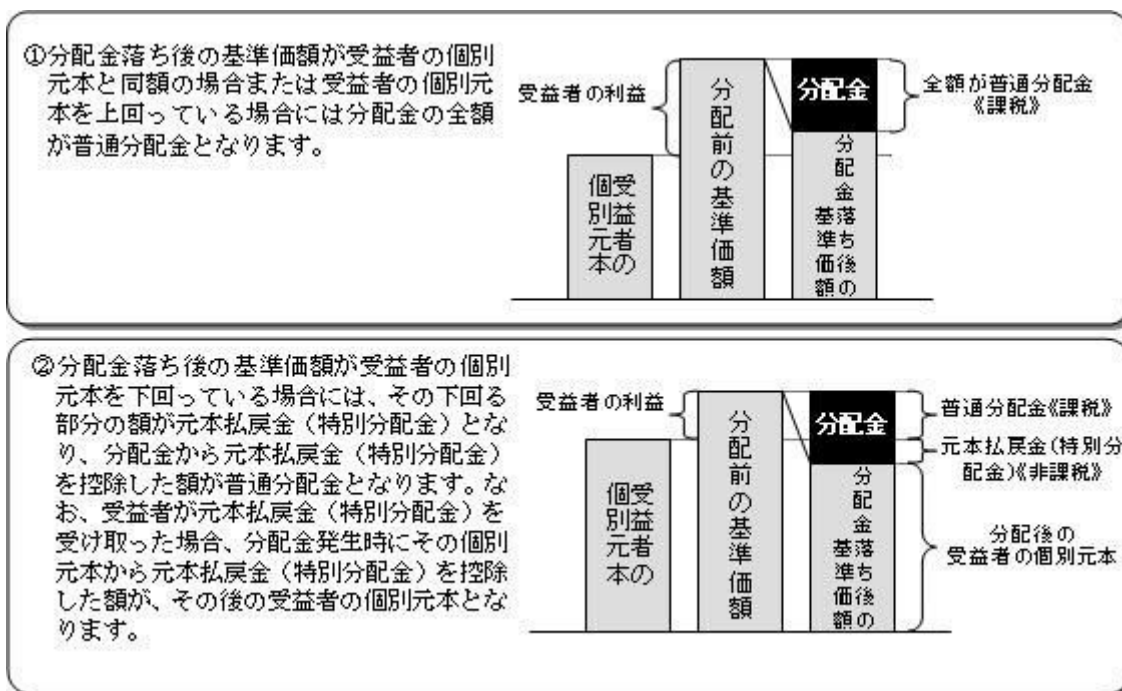 ①分配金落ち後の基準価額が受益者の個別
元本と同額の場合または受益者の個別元
本を上回っている場合には分配金の全額
が普通分配金となります。
受益者の利益
受益者の
個別元本
分配前の基準価額
分配金
分配金落ち後の
基準価額
全額が普通分配金
《課税》
②分配金落ち後の基準価額が受益者の個別
元本を下回っている場合には、その下回る
部分の額が元本払戻金（特別分配金）とな
り、分配金から元本払戻金（特別分配金）
を控除した額が普通分配金となります。な
お、受益者が元本払戻金（特別分配金）を
受け取った場合、分配金発生時にその個別
元本から元本払戻金（特別分配金）を控除
した額が、その後の受益者の個別元本とな
ります。
受益者の利益
受益者の
個別元本
分配前の基準価額
分配金
分配金落ち後の
基準価額
普通分配金《課税》
元本払戻金(特別分
配金)《非課税》
分配後の
受益者の個別元本